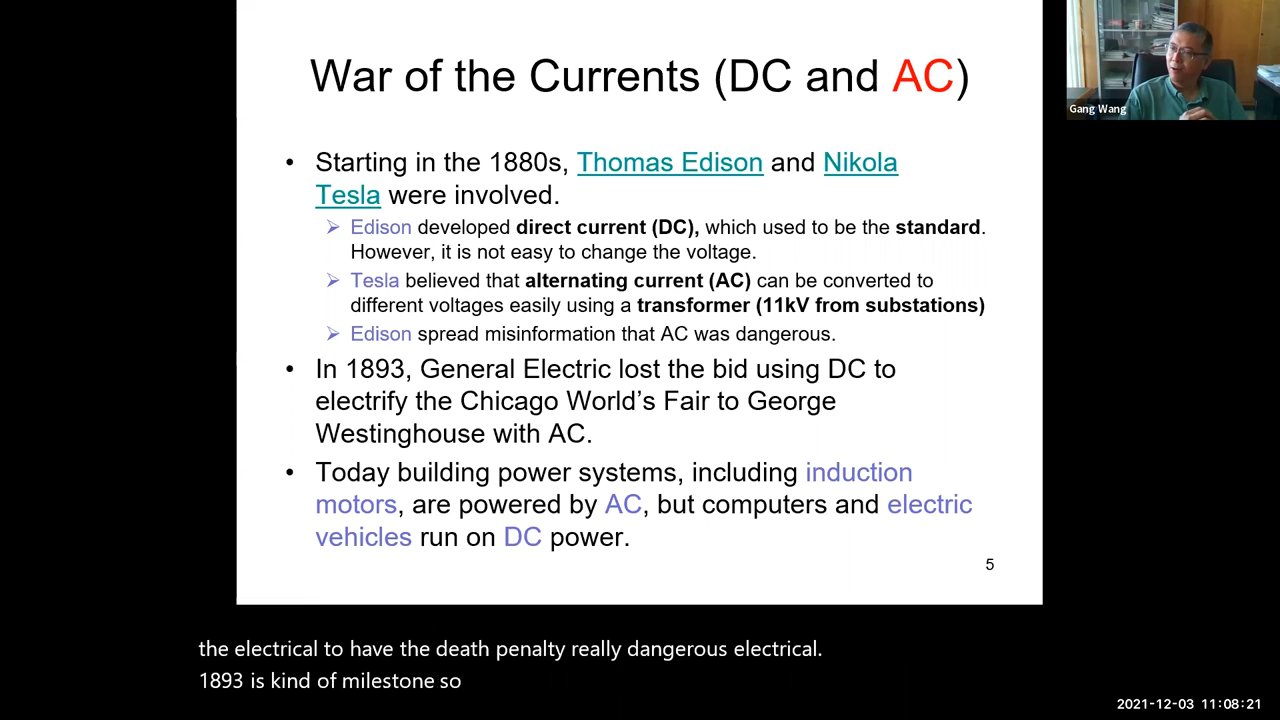 War of the Currents (DC and AC)
Gang Wang
• Starting in the 1880s, Thomas Edison and Nikola
Tesla were involved.
➢ Edison developed direct current (DC), which used to be the standard.
However, it is not easy to change the voltage.
➢ Tesla believed that alternating current (AC) can be converted to
different voltages easily using a transformer (11kV from substations)
➢ Edison spread misinformation that AC was dangerous.
• In 1893, General Electric lost the bid using DC to
electrify the Chicago World’s Fair to George
Westinghouse with AC.
• Today building power systems, including induction
motors, are powered by AC, but computers and electric
vehicles run on DC power.
5
the electrical to have the death penalty really dangerous electrical.
1893 is kind of milestone so
2021-12-03 11:08:21